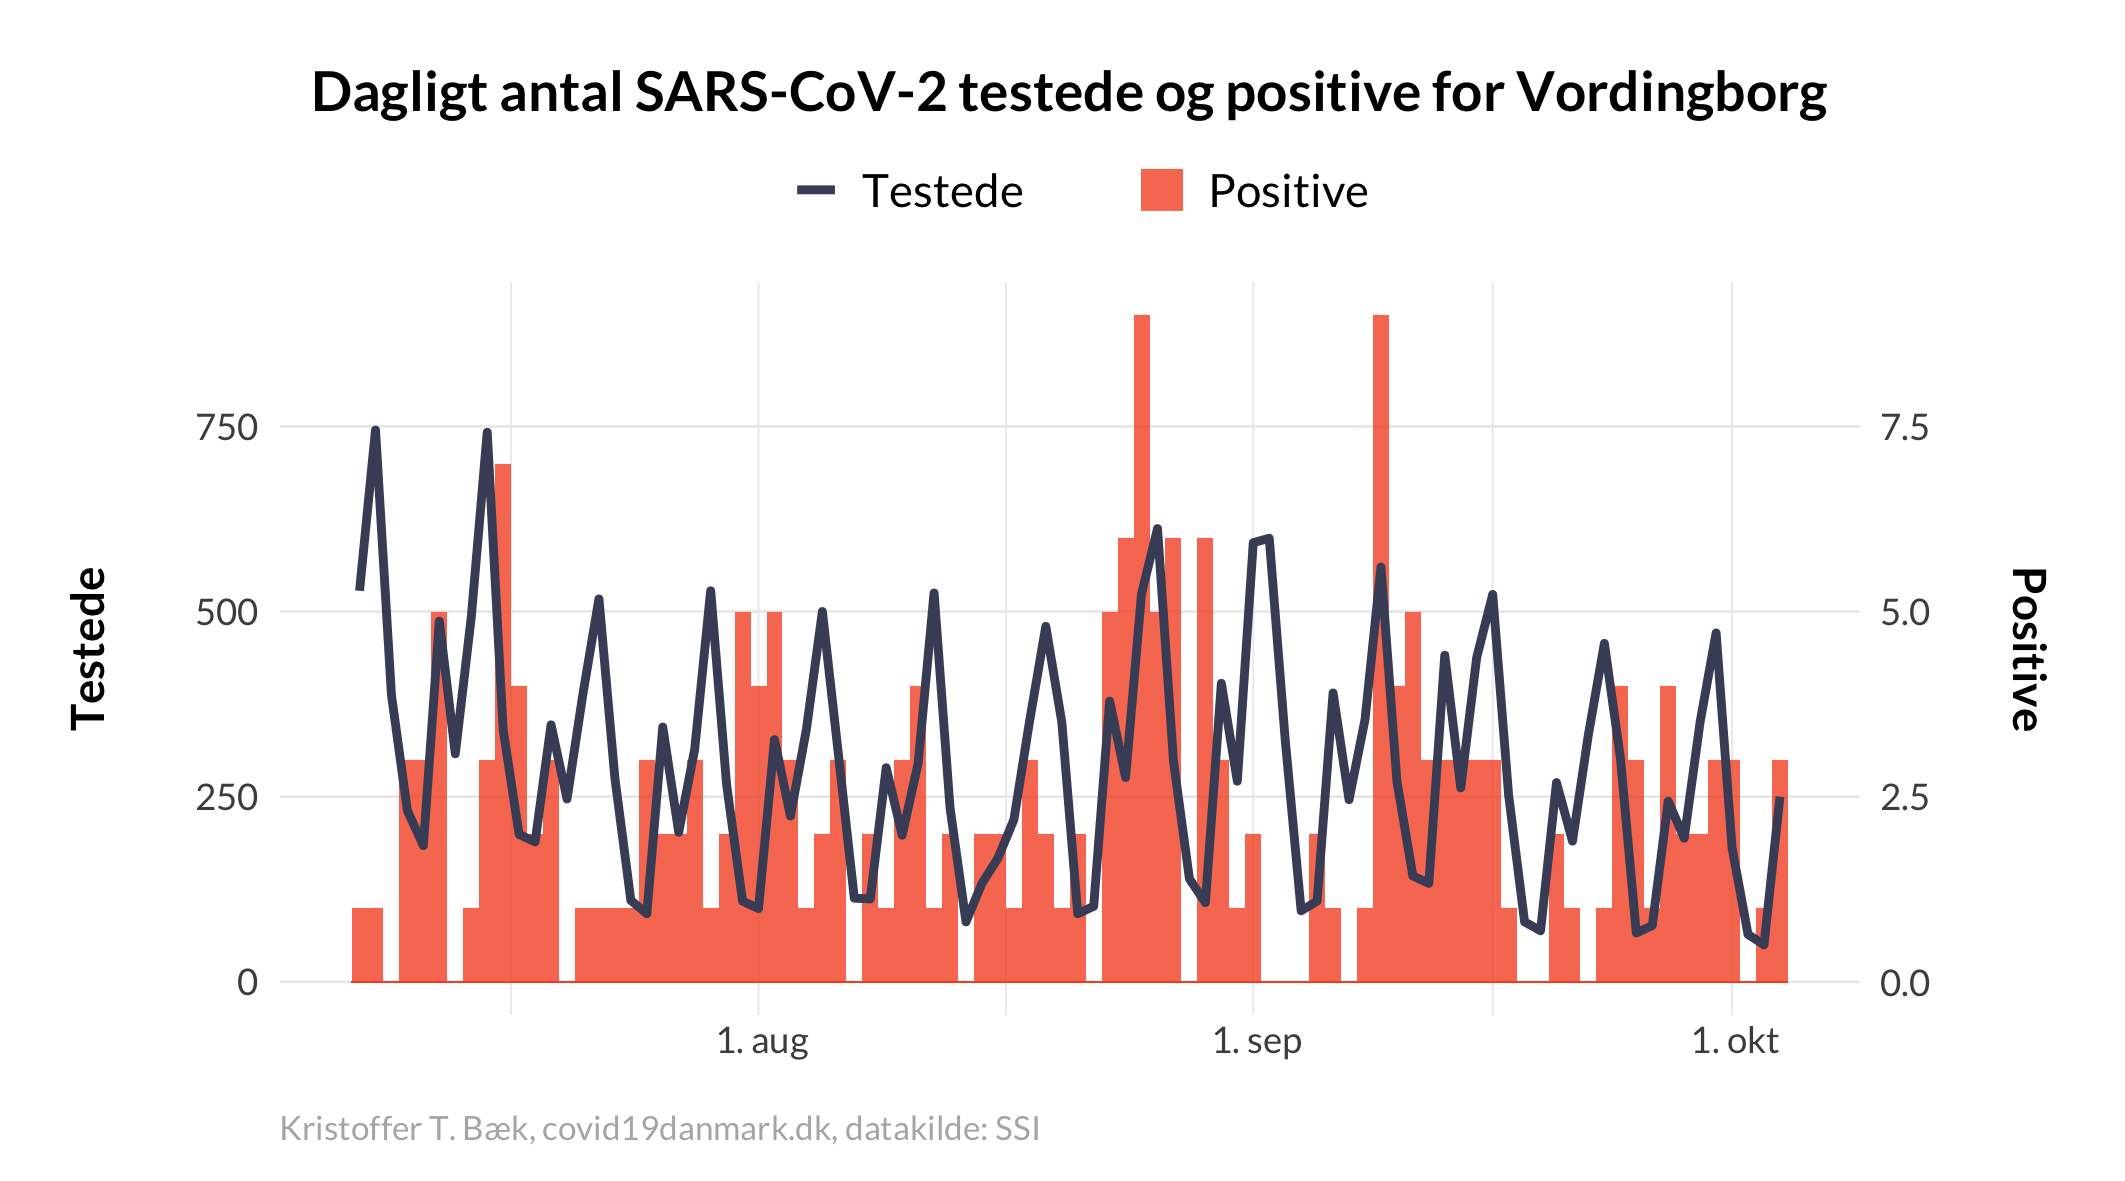 Dagligt antal SARS-CoV-2 testede og positive for Vordingborg
Testede
Positive
750
500
250
0
7.5
5.0
2.5
0.0
Testede
Positive
1. aug
1. sep
1. okt
Kristoffer T. Bæk, covid19danmark.dk, datakilde: SSI